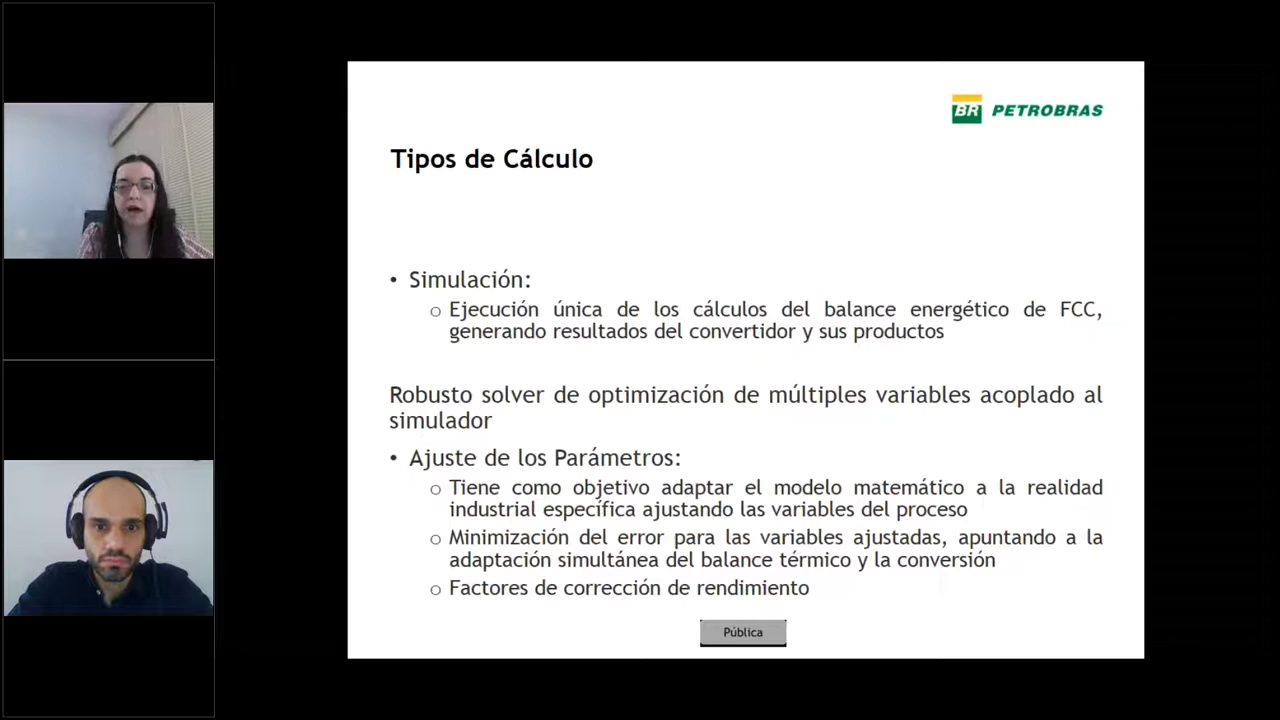 BR PETROBRAS
Tipos de Cálculo
• Simulación:
o Ejecución única de los cálculos del balance energético de FCC,
generando resultados del convertidor y sus productos
Robusto solver de optimización de múltiples variables acoplado al
simulador
• Ajuste de los Parámetros:
o Tiene como objetivo adaptar el modelo matemático a la realidad
industrial específica ajustando las variables del proceso
o Minimización del error para las variables ajustadas, apuntando a la
adaptación simultánea del balance térmico y la conversión
o Factores de corrección de rendimiento
Pública